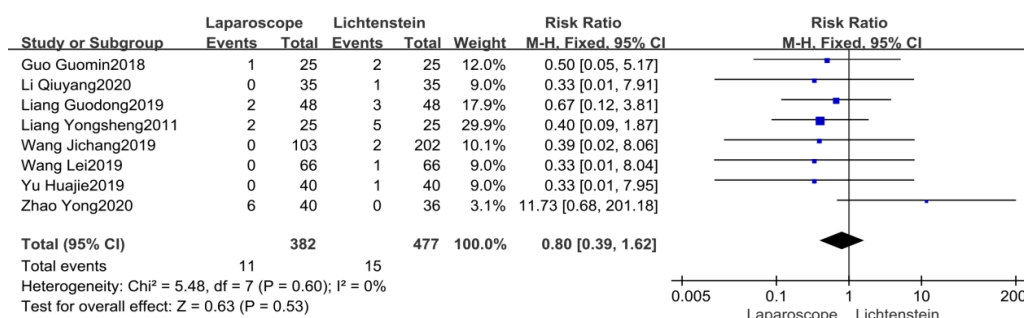 Laparoscope Lichtenstein Risk Ratio Risk Ratio
Study or Subgroup Events Total Events Total Weight M-H, Fixed, 95% CI M-H, Fixed, 95% CI
Guo Guomin2018 1 25 2 25 12.0% 0.50 [0.05, 5.17]
Li Qiuyang2020 0 35 1 35 9.0% 0.33 [0.01, 7.91]
Liang Guodong2019 2 48 3 48 17.9% 0.67 [0.12, 3.81]
Liang Yongsheng2011 2 25 5 25 29.9% 0.40 [0.09, 1.87]
Wang Jichang2019 0 103 2 202 10.1% 0.39 [0.02, 8.06]
Wang Lei2019 0 66 1 66 9.0% 0.33 [0.01, 8.04]
Yu Huajie2019 0 40 1 40 9.0% 0.33 [0.01, 7.95]
Zhao Yong2020 6 40 0 36 3.1% 11.73 [0.68, 201.18]
Total (95% CI) 382 477 100.0% 0.80 [0.39, 1.62]
Total events 11 15
Heterogeneity: Chi² = 5.48, df = 7 (P = 0.60); I² = 0%
Test for overall effect: Z = 0.63 (P = 0.53)
0.005 0.1 1 10 200
Laparoscope Lichtenstein